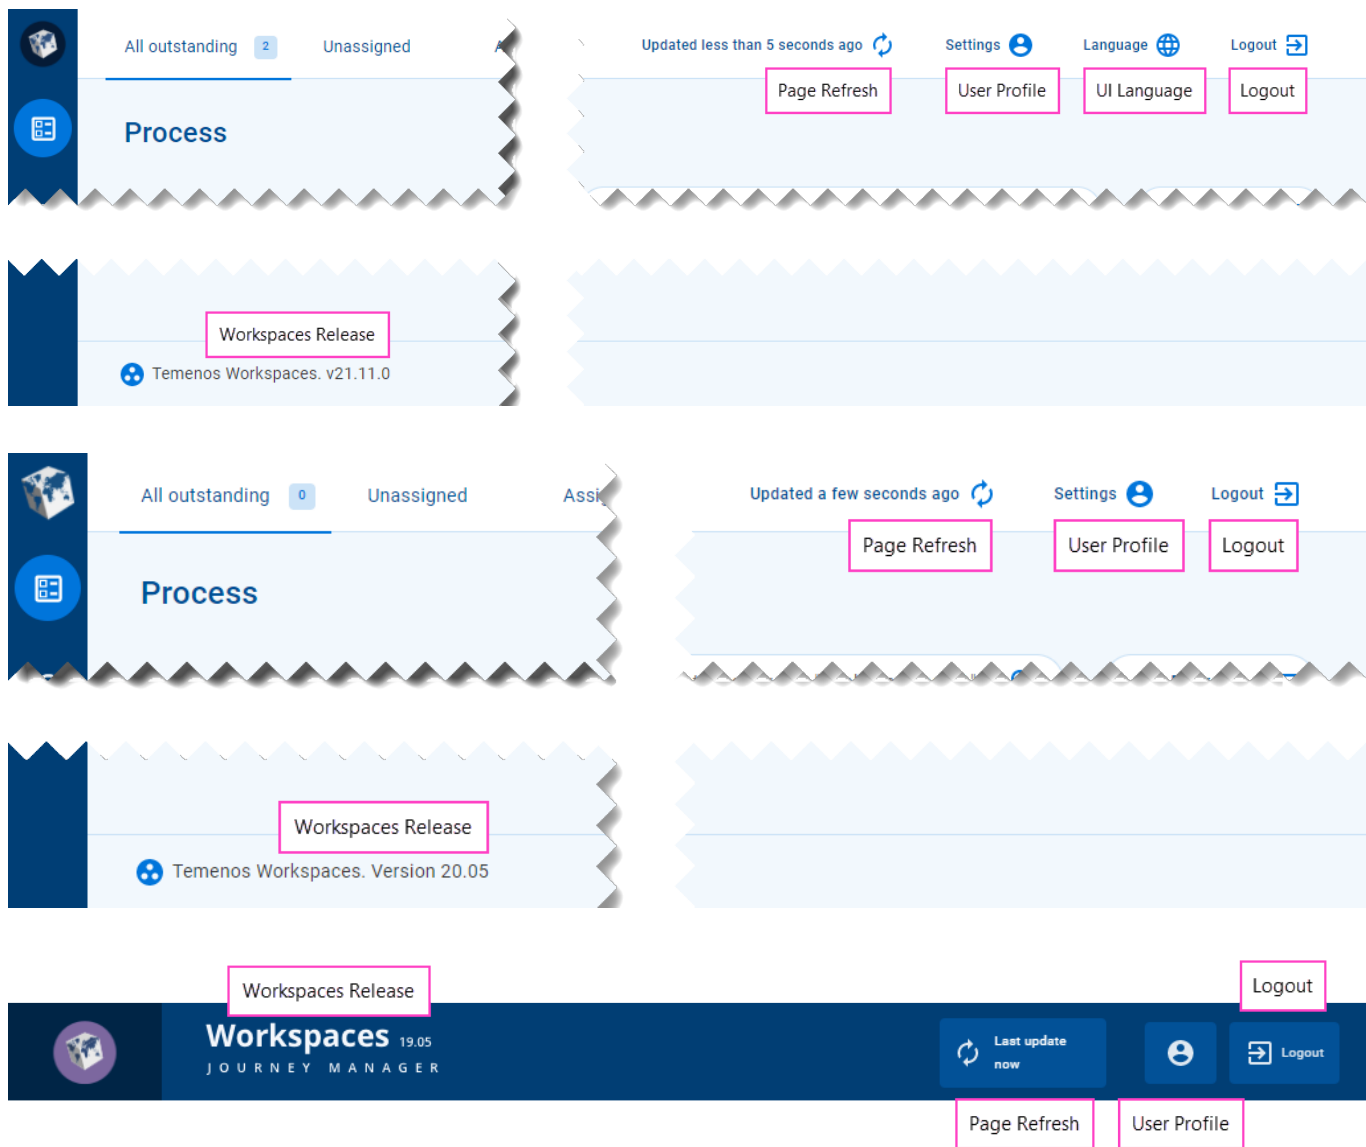 All outstanding 2 Unassigned
Updated less than 5 seconds ago Settings Language Logout
Page Refresh User Profile UI Language Logout
Process
Workspaces Release
Temenos Workspaces. v21.11.0
All outstanding 0 Unassigned Assi
Updated a few seconds ago Settings Logout
Page Refresh User Profile Logout
Process
Workspaces Release
Temenos Workspaces. Version 20.05
Workspaces Release
Logout
Workspaces 19.05
JOURNEY MANAGER
Last update
now
Logout
Page Refresh User Profile